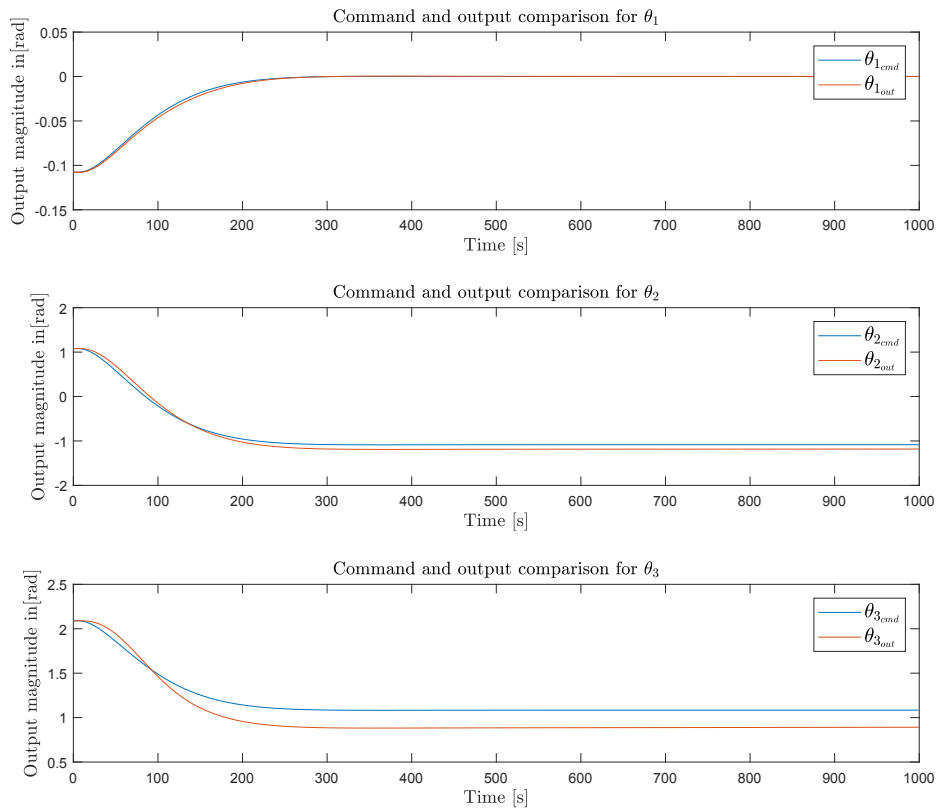 Command and output comparison for θ₁
Output magnitude in[rad]
0.05
0
-0.05
-0.1
-0.15
θ₁cmd
θ₁out
0 100 200 300 400 500 600 700 800 900 1000
Time [s]
Command and output comparison for θ₂
Output magnitude in[rad]
2
1
0
-1
-2
θ₂cmd
θ₂out
0 100 200 300 400 500 600 700 800 900 1000
Time [s]
Command and output comparison for θ₃
Output magnitude in[rad]
2.5
2
1.5
1
0.5
θ₃cmd
θ₃out
0 100 200 300 400 500 600 700 800 900 1000
Time [s]